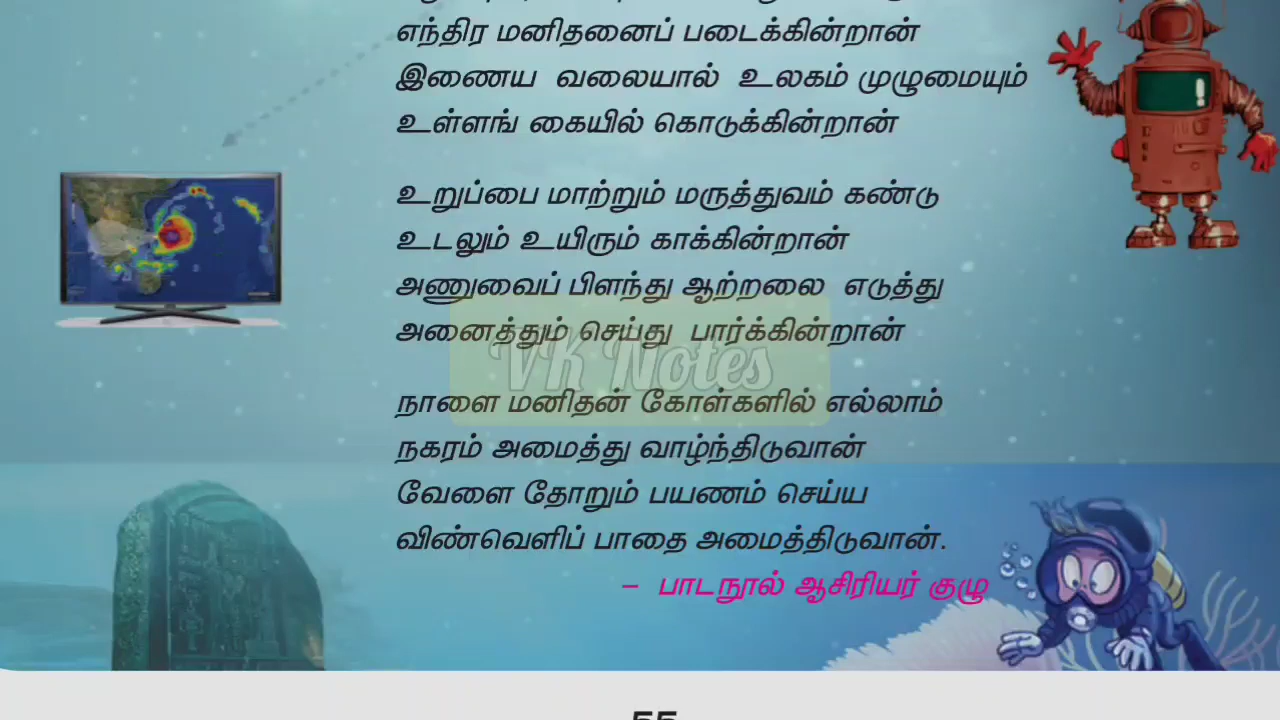 எந்திர மனிதனைப் படைக்கின்றான்
இணைய வலையால் உலகம் முழுமையும்
உள்ளங் கையில் கொடுக்கின்றான்
உறுப்பை மாற்றும் மருத்துவம் கண்டு
உடலும் உயிரும் காக்கின்றான்
அணுவைப் பிளந்து ஆற்றலை எடுத்து
அனைத்தும் செய்து பார்க்கின்றான்
VK Notes
நாளை மனிதன் கோள்களில் எல்லாம்
நகரம் அமைத்து வாழ்ந்திடுவான்
வேளை தோறும் பயணம் செய்ய
விண்வெளிப் பாதை அமைத்திடுவான்.
– பாடநூல் ஆசிரியர் குழு